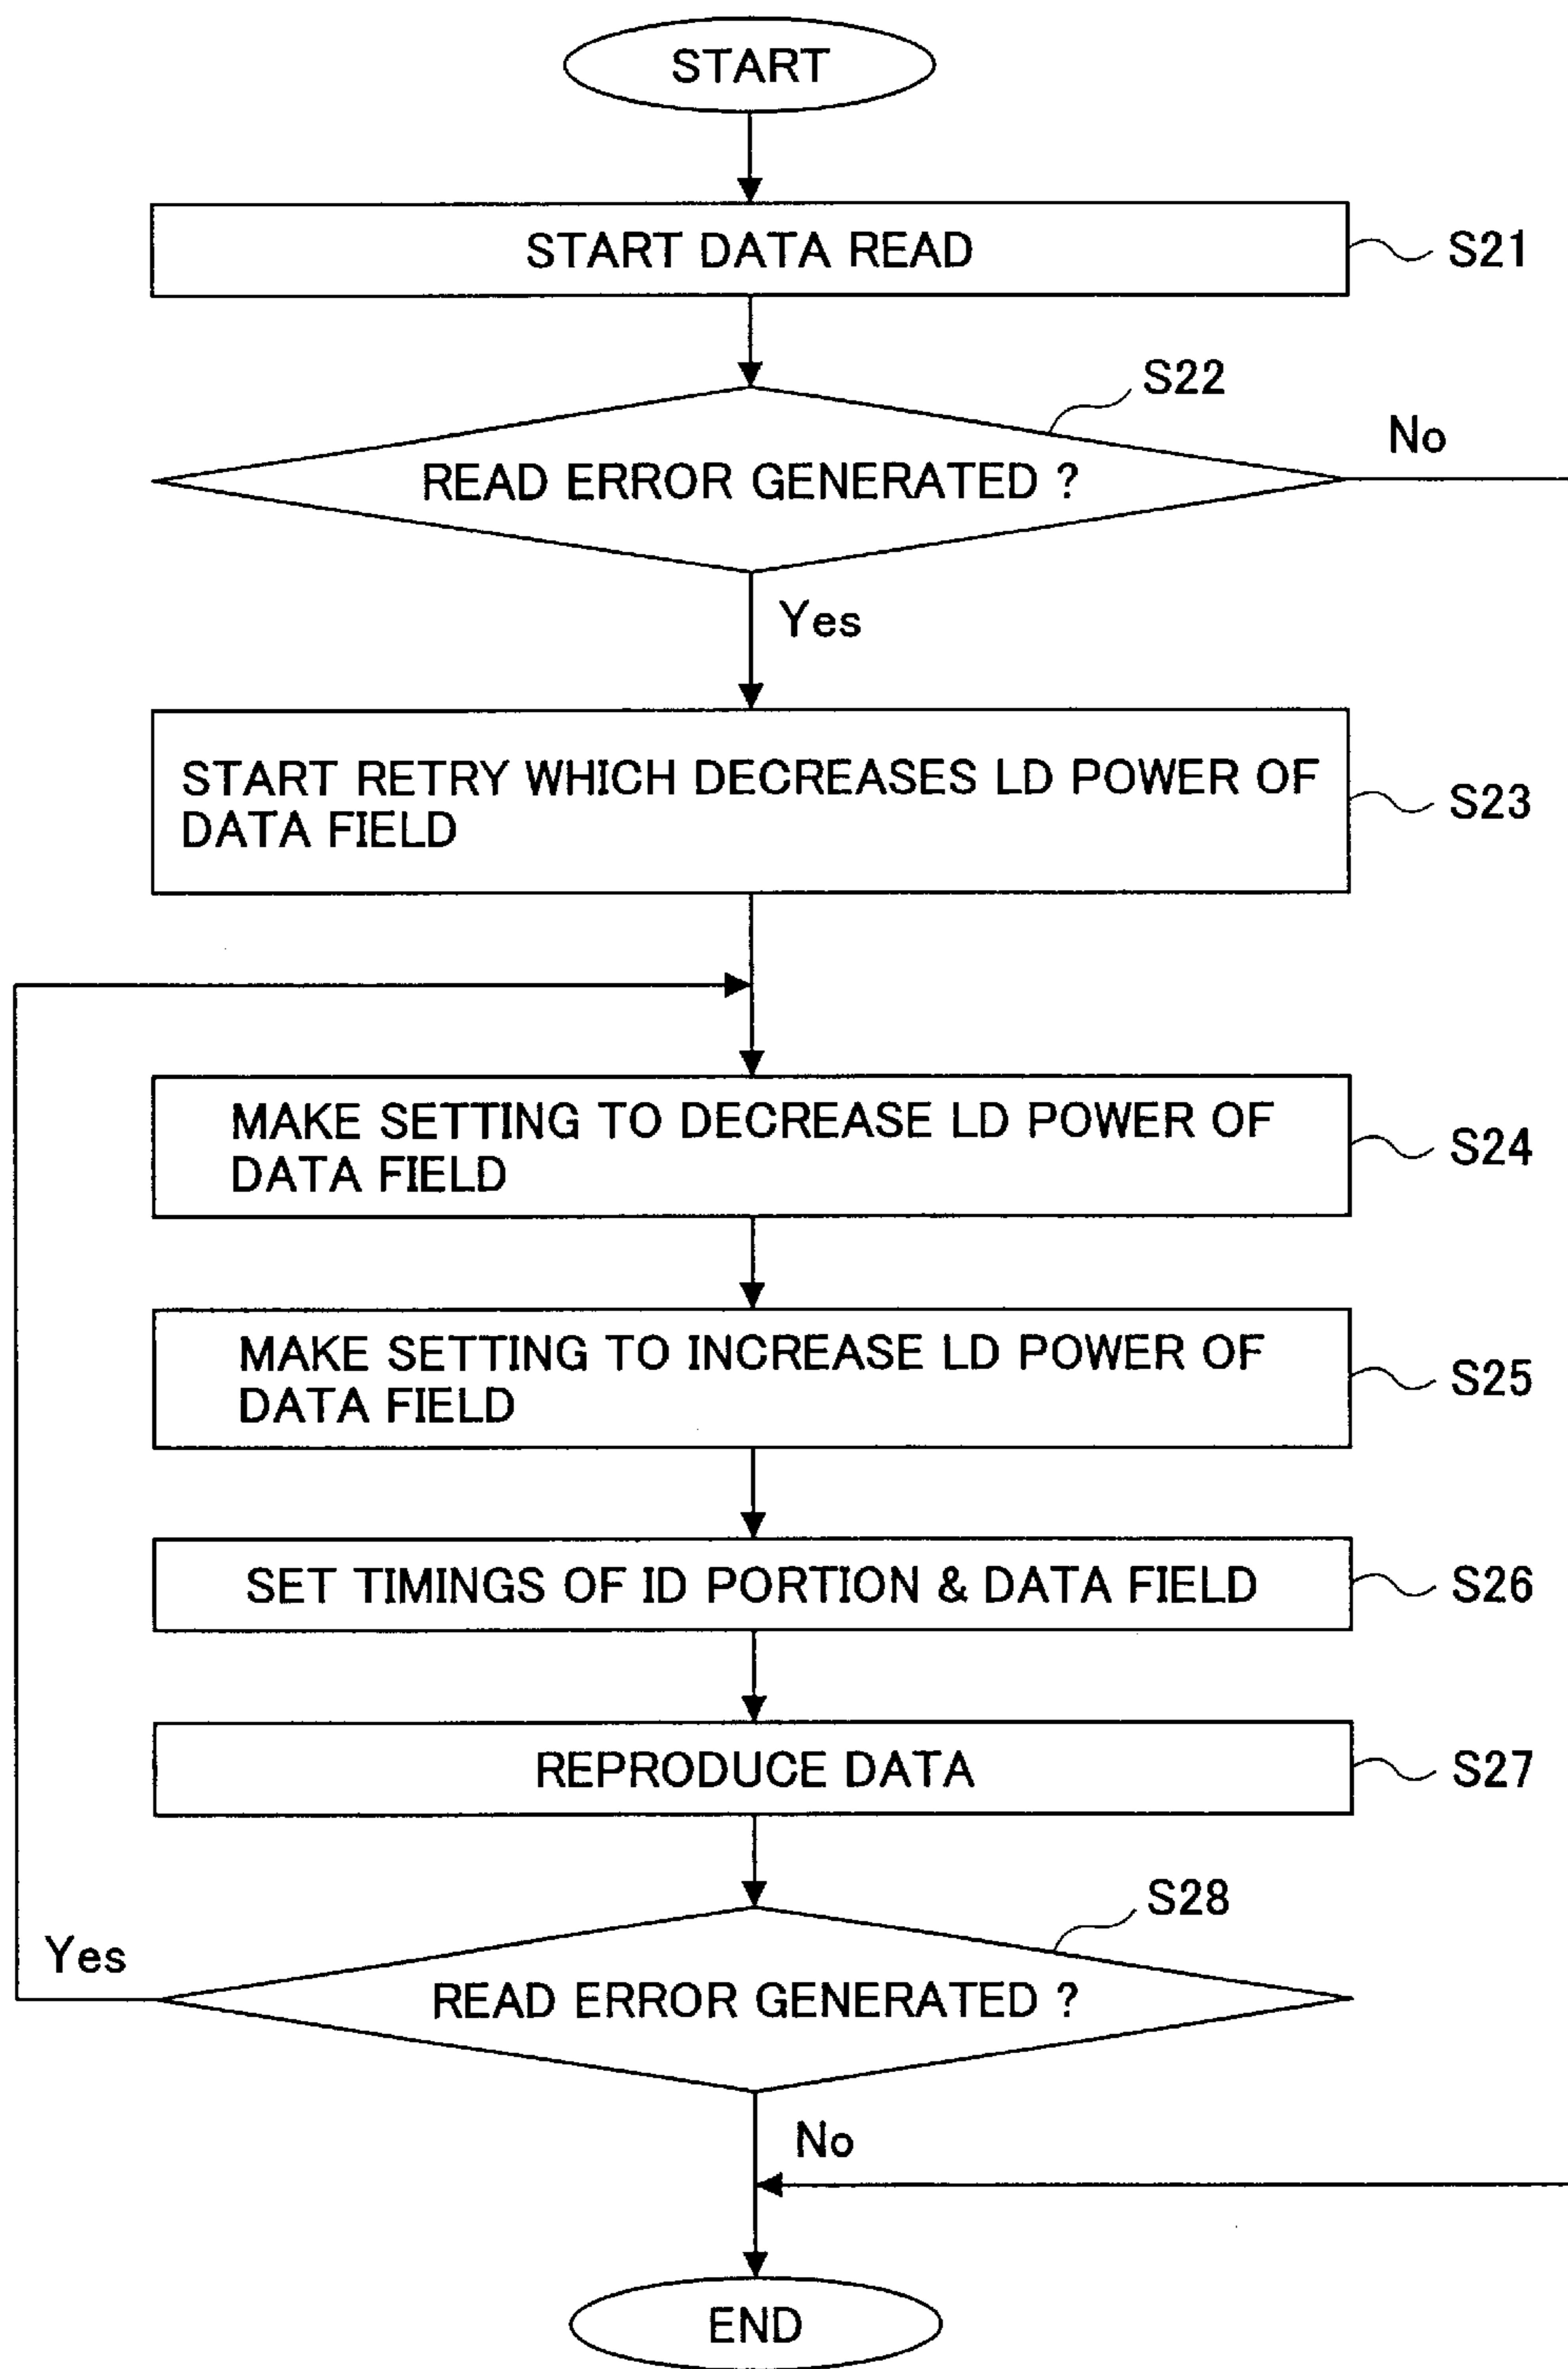 START
START DATA READ
S21
S22
No
READ ERROR GENERATED ?
Yes
START RETRY WHICH DECREASES LD POWER OF
DATA FIELD
S23
MAKE SETTING TO DECREASE LD POWER OF
DATA FIELD
S24
MAKE SETTING TO INCREASE LD POWER OF
DATA FIELD
S25
SET TIMINGS OF ID PORTION & DATA FIELD
S26
REPRODUCE DATA
S27
S28
Yes
READ ERROR GENERATED ?
No
END